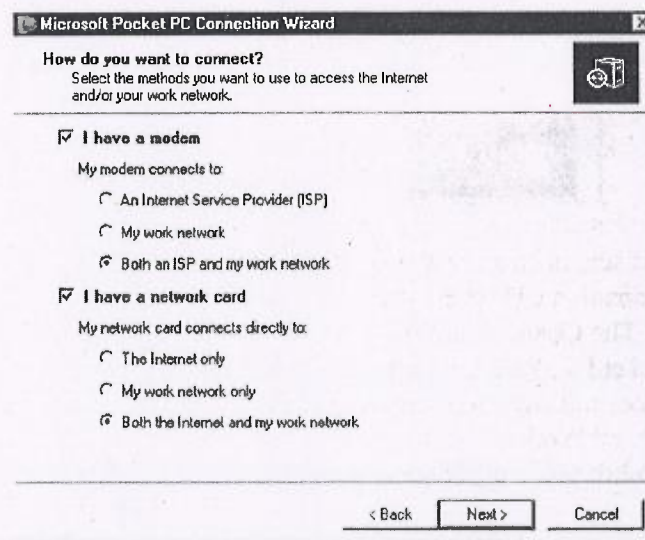 Microsoft Pocket PC Connection Wizard
How do you want to connect?
Select the methods you want to use to access the Internet
and/or your work network.
I have a modem
My modem connects to:
An Internet Service Provider (ISP)
My work network
Both an ISP and my work network
I have a network card
My network card connects directly to:
The Internet only
My work network only
Both the Internet and my work network
< Back
Next >
Cancel